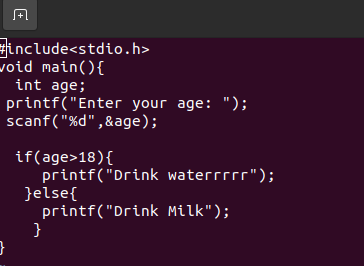 #include<stdio.h>
void main(){
  int age;
 printf("Enter your age: ");
 scanf("%d",&age);

  if(age>18){
     printf("Drink waterrrrr");
   }else{
     printf("Drink Milk");
    }
}